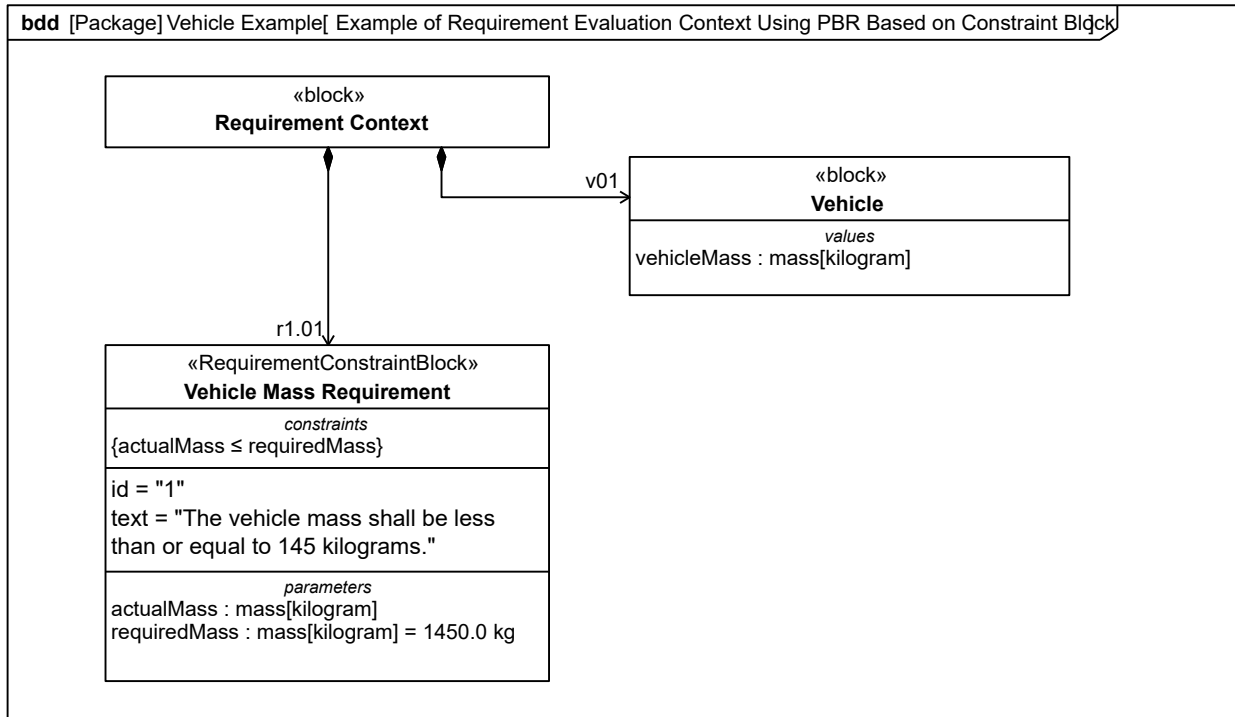 bdd [Package] Vehicle Example[ Example of Requirement Evaluation Context Using PBR Based on Constraint Block]
«block»
Requirement Context
v01
«block»
Vehicle
values
vehicleMass : mass[kilogram]
r1.01
«RequirementConstraintBlock»
Vehicle Mass Requirement
constraints
{actualMass ≤ requiredMass}
id = "1"
text = "The vehicle mass shall be less
than or equal to 145 kilograms."
parameters
actualMass : mass[kilogram]
requiredMass : mass[kilogram] = 1450.0 kg